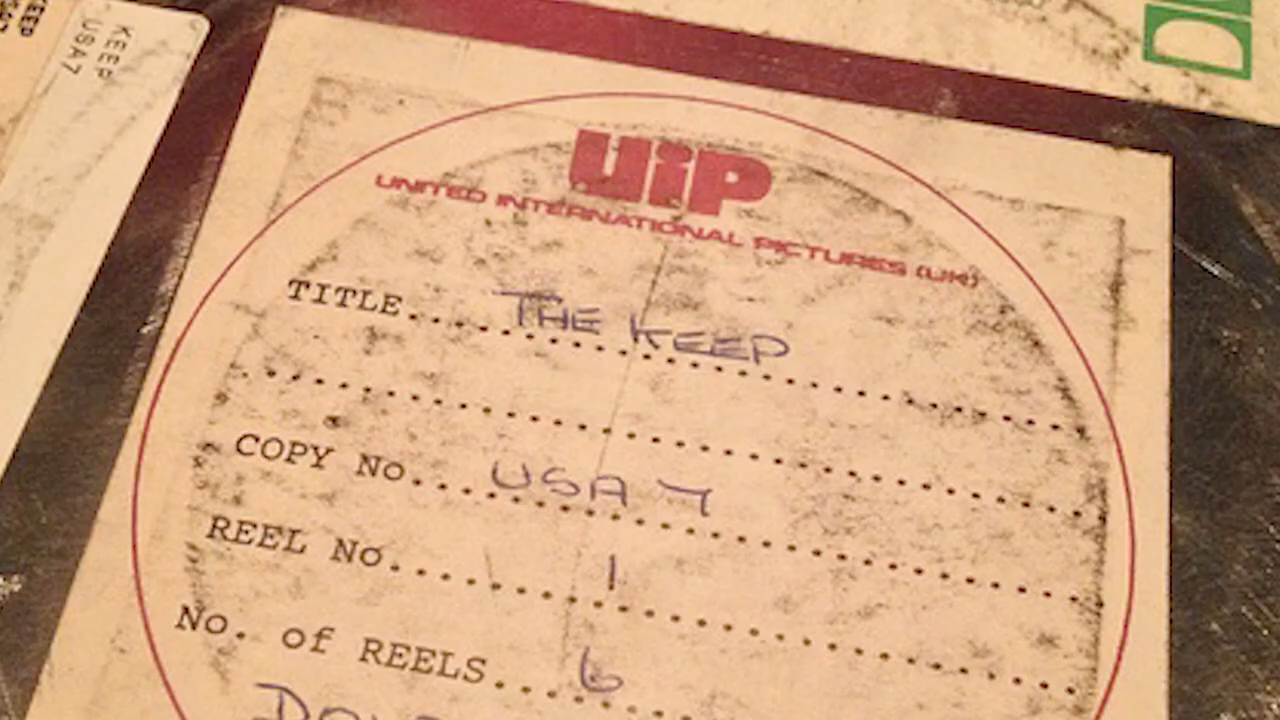 KEEP
USA7
UiP
UNITED INTERNATIONAL PICTURES (UK)
TITLE.... THE KEEP
COPY No.. USA 7
REEL No.. 1
No. of REELS.. 6